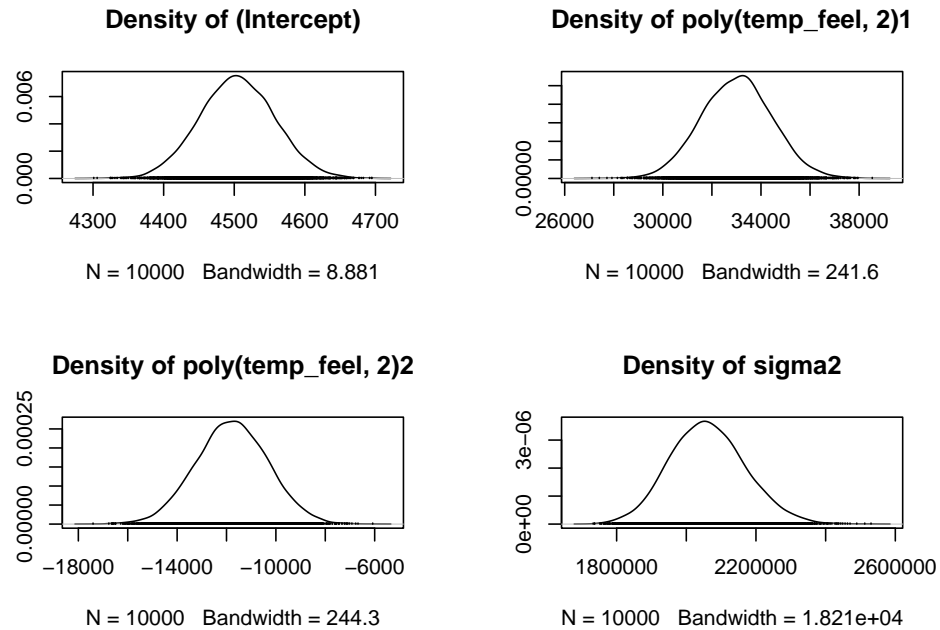 Density of (Intercept)
0.000 0.006
4300 4400 4500 4600 4700
N = 10000 Bandwidth = 8.881
Density of poly(temp_feel, 2)1
0.00000
26000 30000 34000 38000
N = 10000 Bandwidth = 241.6
Density of poly(temp_feel, 2)2
0.00000 0.00025
−18000 −14000 −10000 −6000
N = 10000 Bandwidth = 244.3
Density of sigma2
0e+00 3e−06
1800000 2200000 2600000
N = 10000 Bandwidth = 1.821e+04